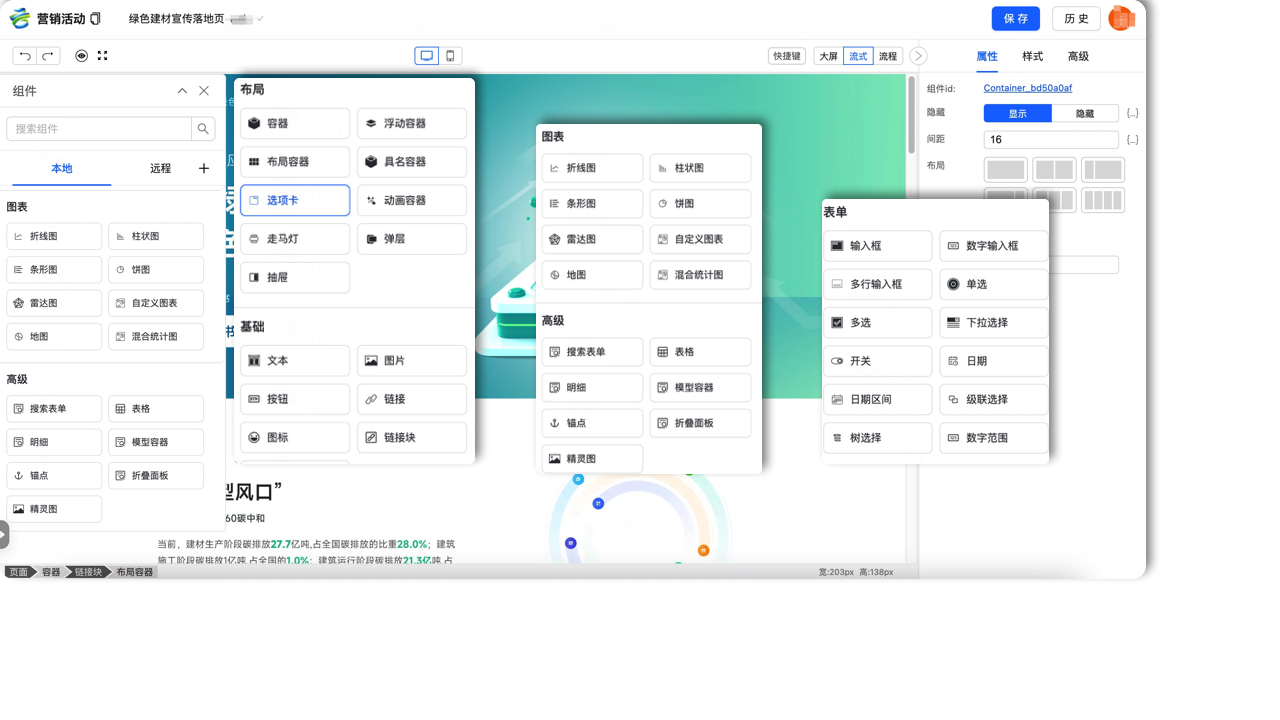 营销活动
绿色建材宣传落地页
保 存
历 史
快捷键
大屏
流式
流程
属性
样式
高级
组件
搜索组件
本地
远程
图表
折线图
柱状图
条形图
饼图
雷达图
自定义图表
地图
混合统计图
高级
搜索表单
表格
明细
模型容器
锚点
折叠面板
精灵图
布局
容器
浮动容器
布局容器
具名容器
选项卡
动画容器
走马灯
弹层
抽屉
基础
文本
图片
按钮
链接
图标
链接块
图表
折线图
柱状图
条形图
饼图
雷达图
自定义图表
地图
混合统计图
高级
搜索表单
表格
明细
模型容器
锚点
折叠面板
精灵图
表单
输入框
数字输入框
多行输入框
单选
多选
下拉选择
开关
日期
日期区间
级联选择
树选择
数字范围
组件id:
Container_bd50a0af
隐藏
显示
隐藏
{...}
间距
16
{...}
布局
型风口”
60碳中和
当前，建材生产阶段碳排放27.7亿吨,占全国碳排放的比重28.0%；建筑
施工阶段碳排放1亿吨,占全国的1.0%；建筑运行阶段碳排放21.3亿吨,占
页面
容器
链接块
布局容器
宽:203px 高:138px